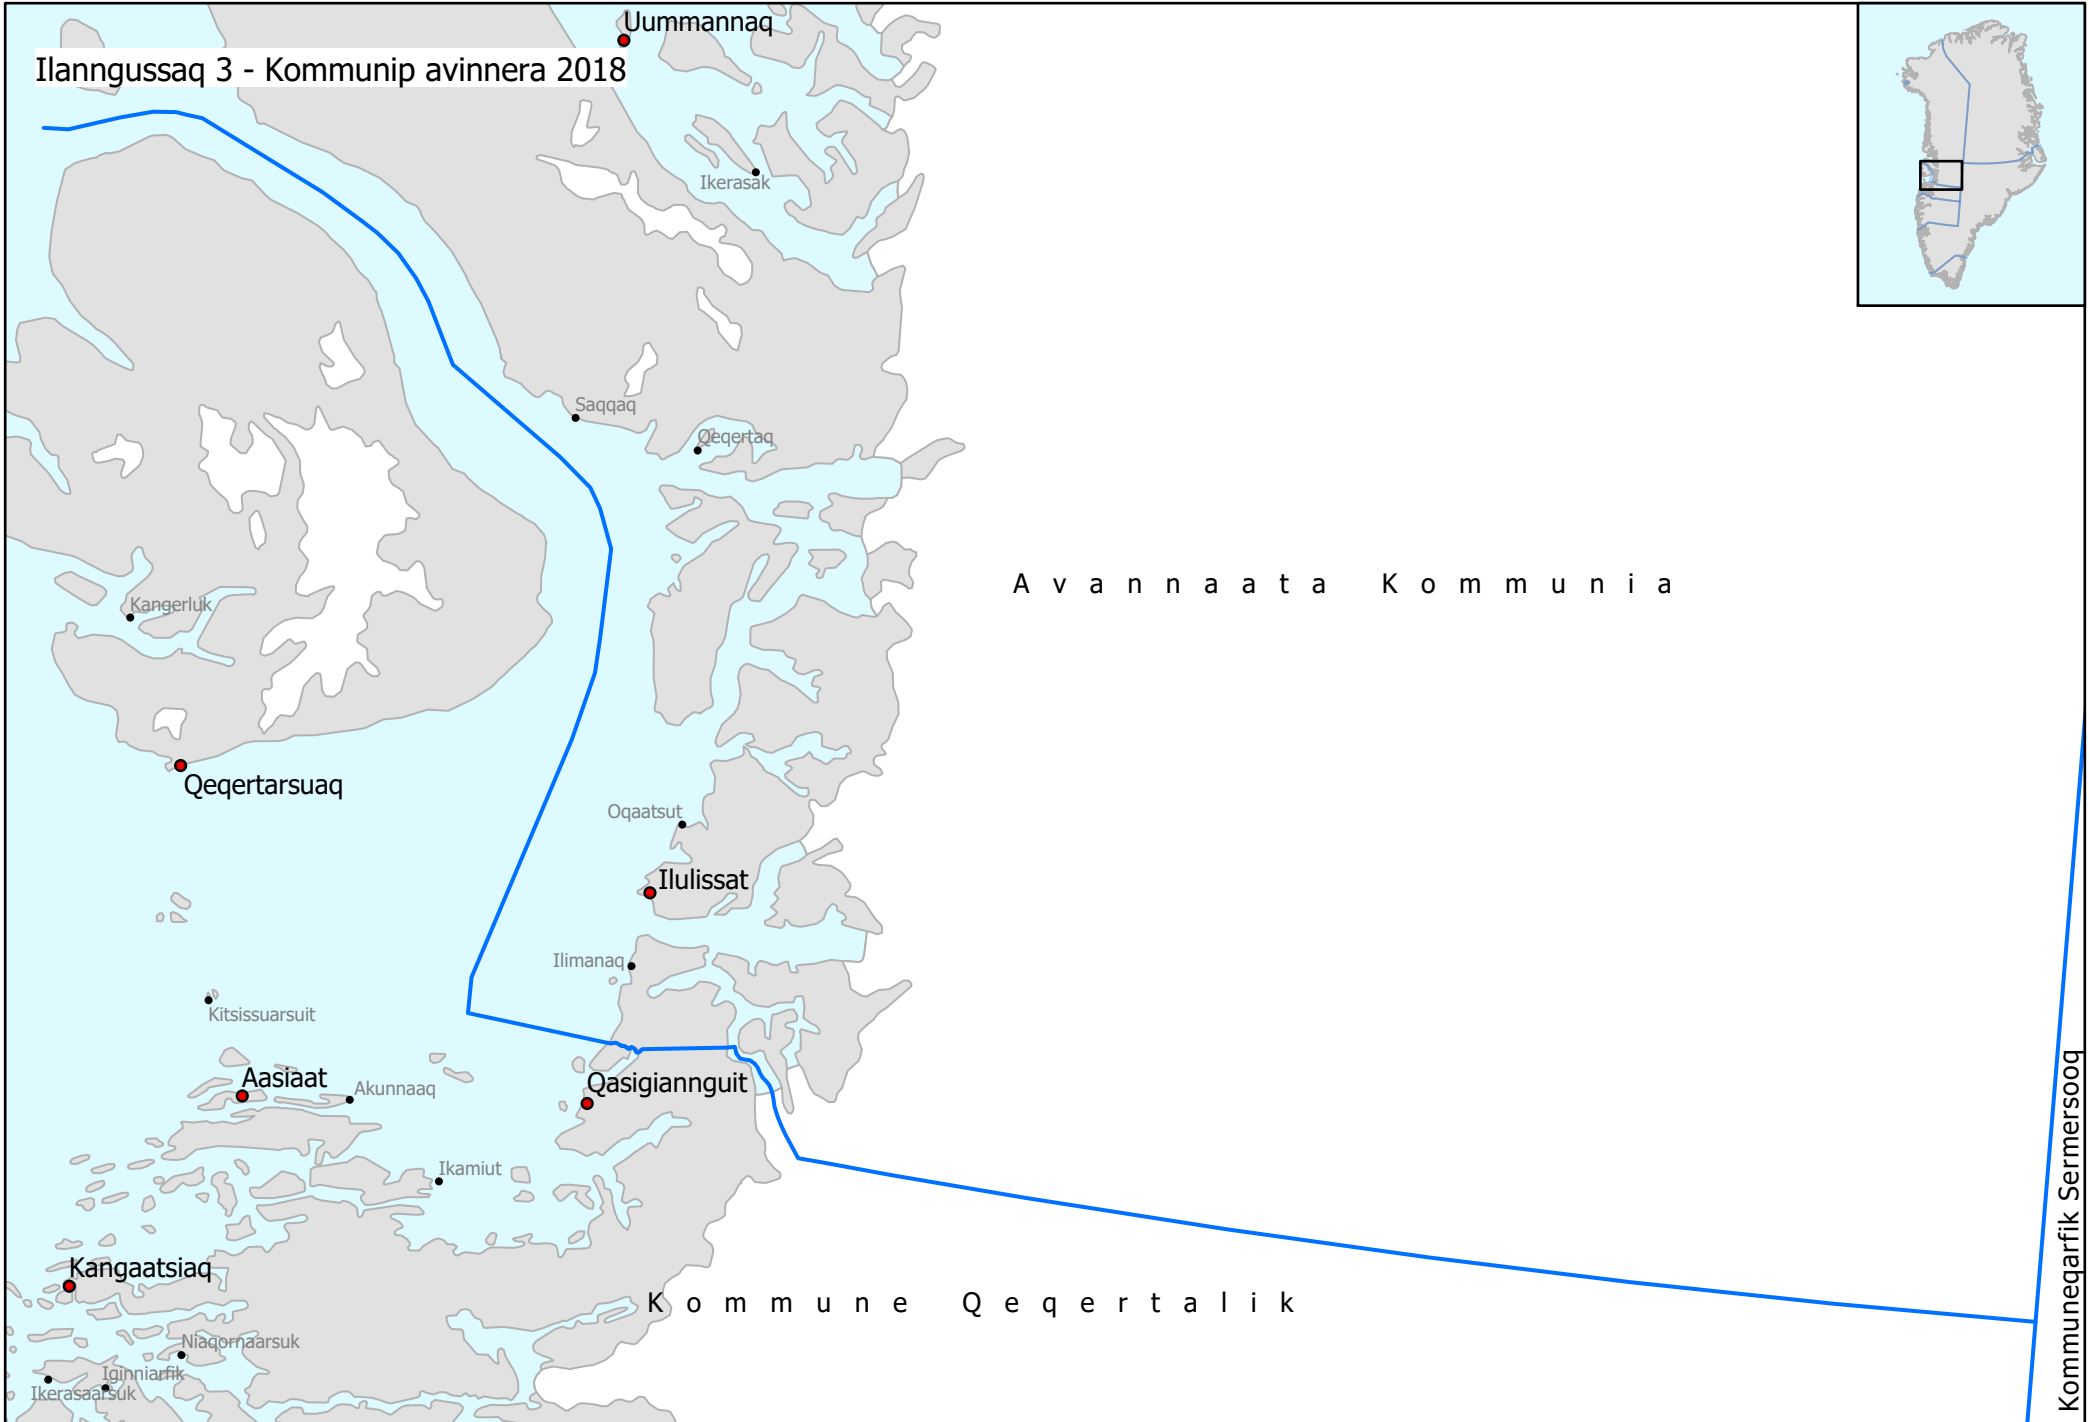 Uummannaq
Ilanngussaq 3 - Kommunip avinnera 2018
Ikerasak
Saqqaq
Qeqertaq
Avannaata Kommunia
Kangerluk
Qeqertarsuaq
Oqaatsut
Ilulissat
Ilimanaq
Kitsissuarsuit
Aasiaat
Akunnaaq
Qasigiannguit
Ikamiut
Kommuneqarfik Sermersooq
Kangaatsiaq
Kommune Qeqertalik
Niaqornaarsuk
Iginniarfik
Ikerasaarsuk